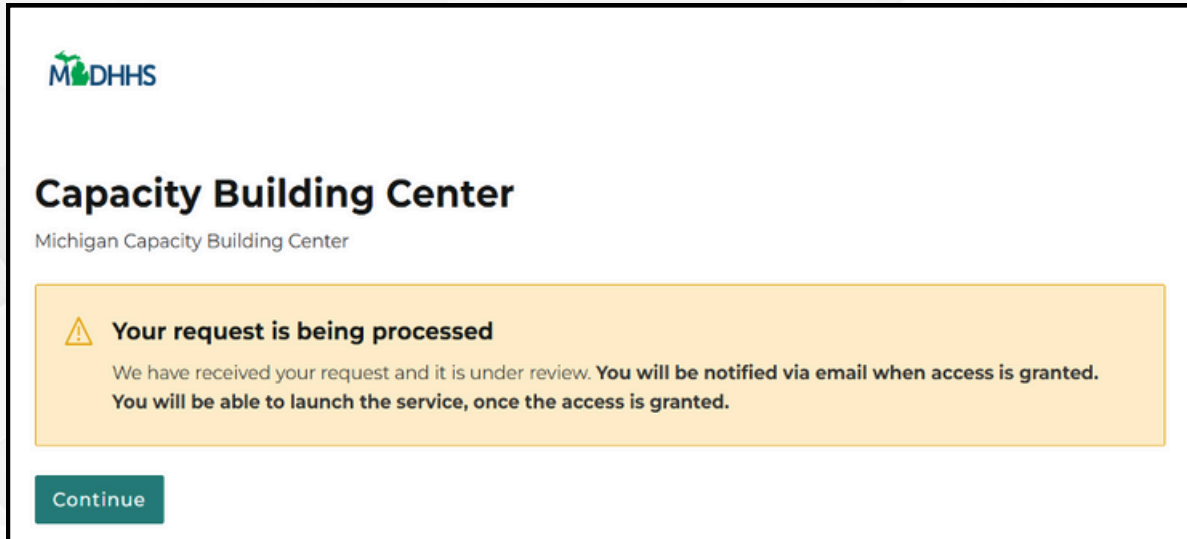 MDHHS
Capacity Building Center
Michigan Capacity Building Center
Your request is being processed
We have received your request and it is under review. You will be notified via email when access is granted.
You will be able to launch the service, once the access is granted.
Continue